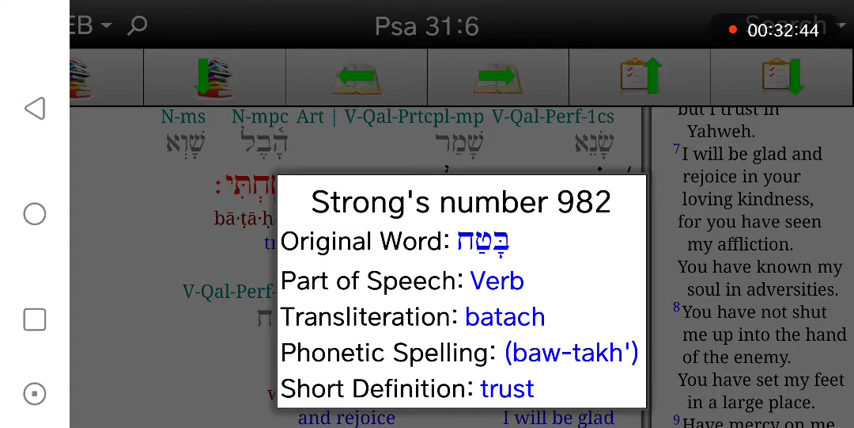 EB
Psa 31:6
00:32:44
N-ms N-mpc Art | V-Qal-Prtcpl-mp V-Qal-Perf-1cs
שָׁוְא הַבְלֵי שָׁמַר שָׂנֵא
Strong's number 982
Original Word: בָּטַח
Part of Speech: Verb
Transliteration: batach
Phonetic Spelling: (baw-takh')
Short Definition: trust
bā·ṭā·ḥ
V-Qal-Perf-
and rejoice I will be glad
but I trust in
Yahweh.
7 I will be glad and
rejoice in your
loving kindness,
for you have seen
my affliction.
You have known my
soul in adversities.
8 You have not shut
me up into the hand
of the enemy.
You have set my feet
in a large place.
9 Have mercy on me,